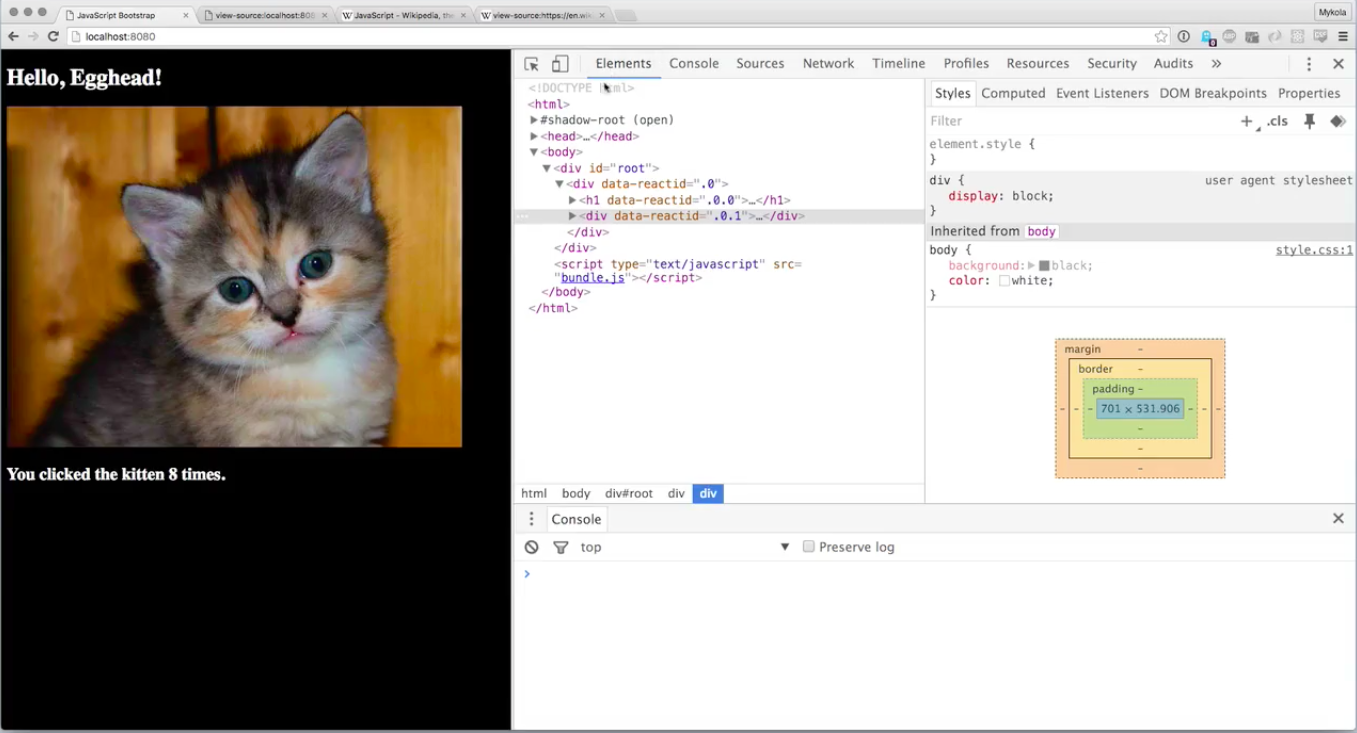 JavaScript Bootstrap
view-source:localhost:808
JavaScript - Wikipedia, the
view-source:https://en.wik
Mykola
localhost:8080
Hello, Egghead!
You clicked the kitten 8 times.
Elements Console Sources Network Timeline Profiles Resources Security Audits »
<!DOCTYPE html>
<html>
▶#shadow-root (open)
▶<head>…</head>
▼<body>
▼<div id="root">
▼<div data-reactid=".0">
▶<h1 data-reactid=".0.0">…</h1>
▶<div data-reactid=".0.1">…</div>
</div>
</div>
<script type="text/javascript" src=
"bundle.js"></script>
</body>
</html>
html body div#root div div
Styles Computed Event Listeners DOM Breakpoints Properties
Filter + .cls
element.style {
}
div { user agent stylesheet
display: block;
}
Inherited from body
body { style.css:1
background:▶black;
color: white;
}
margin -
border -
padding -
- - - 701 × 531.906 - - -
-
-
-
Console
top ▼ Preserve log
›